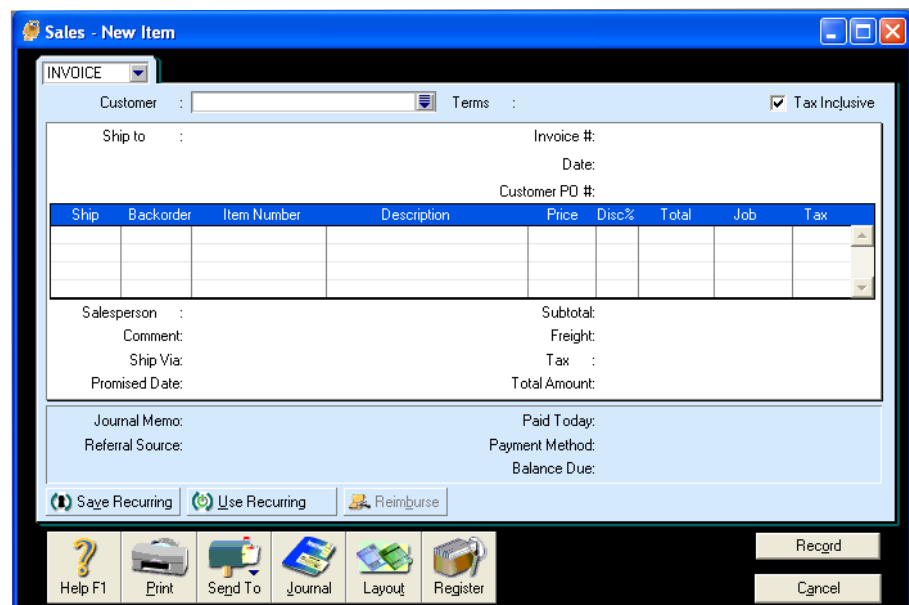 Sales - New Item
INVOICE
Customer : Terms : Tax Inclusive
Ship to : Invoice #:
Date:
Customer PO #:
Ship Backorder Item Number Description Price Disc% Total Job Tax
Salesperson : Subtotal:
Comment: Freight:
Ship Via: Tax :
Promised Date: Total Amount:
Journal Memo: Paid Today:
Referral Source: Payment Method:
Balance Due:
Save Recurring Use Recurring Reimburse
Record
Help F1 Print Send To Journal Layout Register Cancel